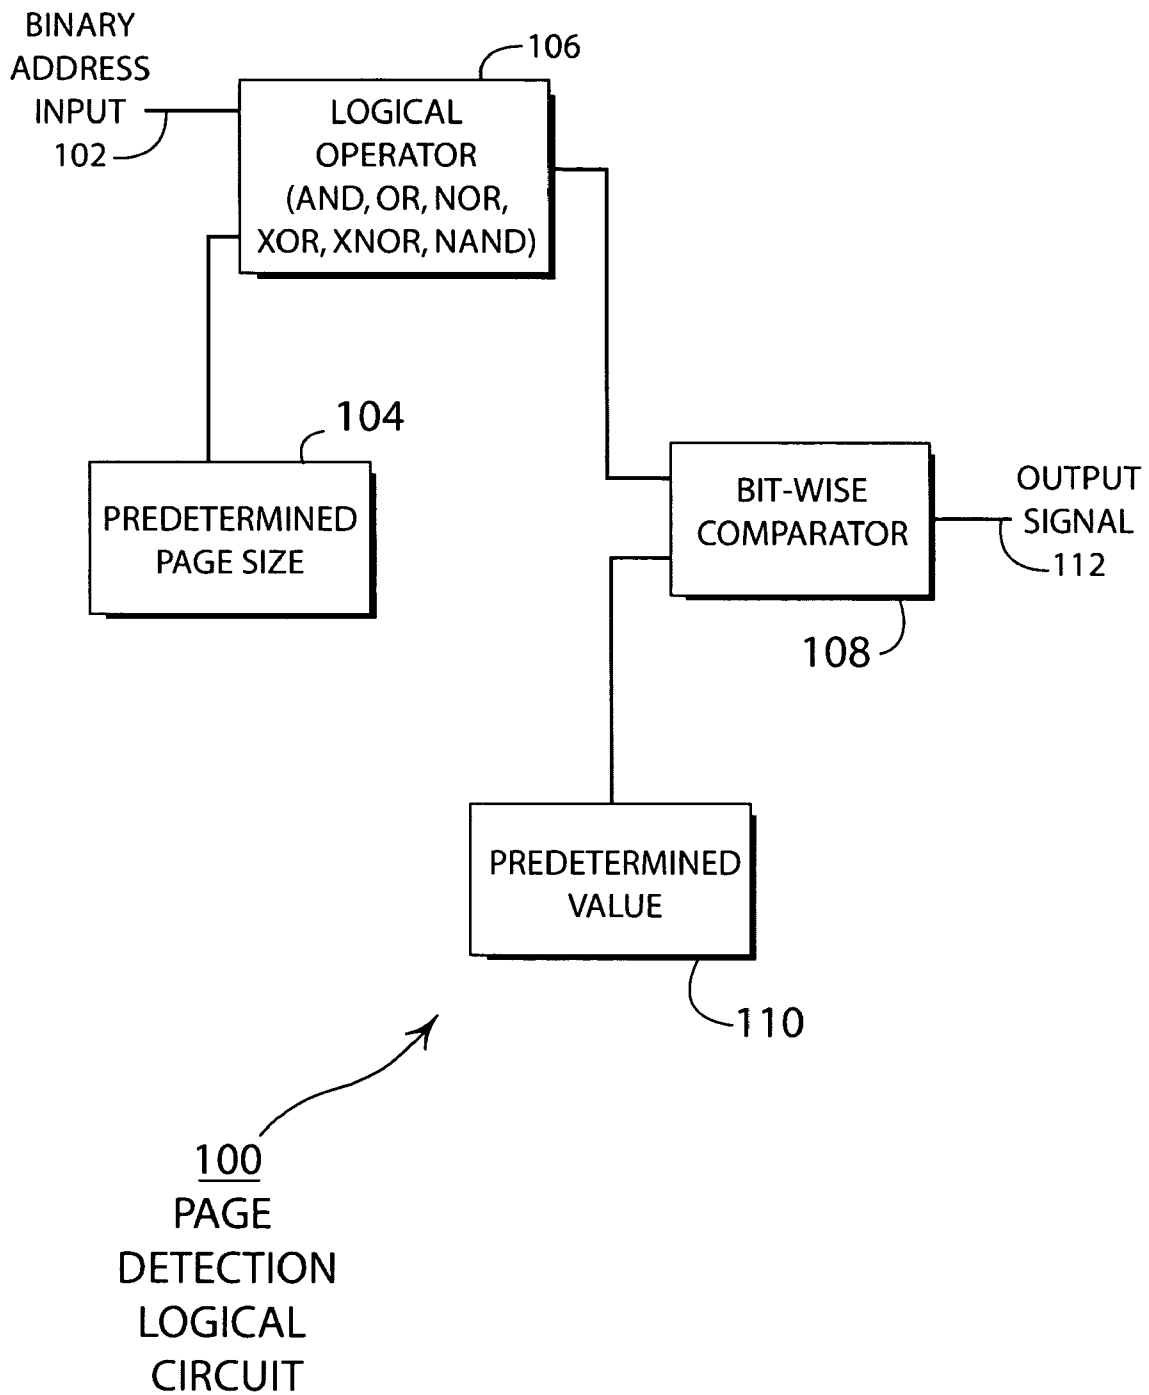 BINARY
ADDRESS
INPUT
102
106
LOGICAL
OPERATOR
(AND, OR, NOR,
XOR, XNOR, NAND)
104
PREDETERMINED
PAGE SIZE
BIT-WISE
COMPARATOR
108
OUTPUT
SIGNAL
112
PREDETERMINED
VALUE
110
100
PAGE
DETECTION
LOGICAL
CIRCUIT